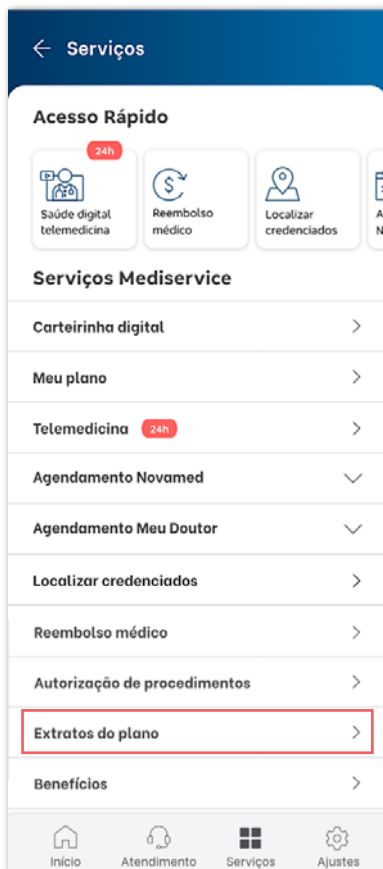 Serviços
Acesso Rápido
24h
Saúde digital
telemedicina
Reembolso
médico
Localizar
credenciados
Serviços Mediservice
Carteirinha digital
Meu plano
Telemedicina 24h
Agendamento Novamed
Agendamento Meu Doutor
Localizar credenciados
Reembolso médico
Autorização de procedimentos
Extratos do plano
Benefícios
Início Atendimento Serviços Ajustes